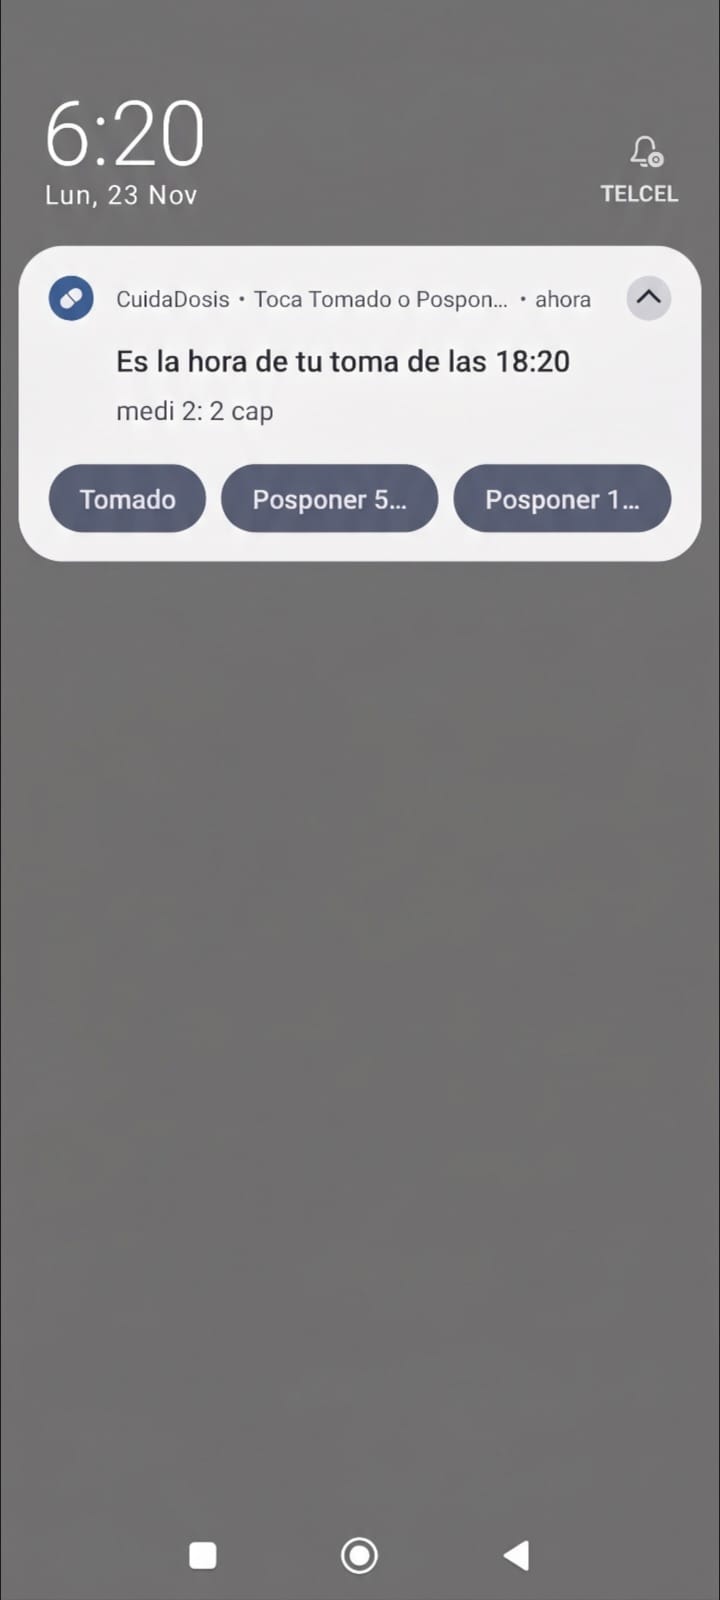 6:20
Lun, 23 Nov
TELCEL
CuidaDosis • Toca Tomado o Pospon... • ahora
Es la hora de tu toma de las 18:20
medi 2: 2 cap
Tomado
Posponer 5...
Posponer 1...